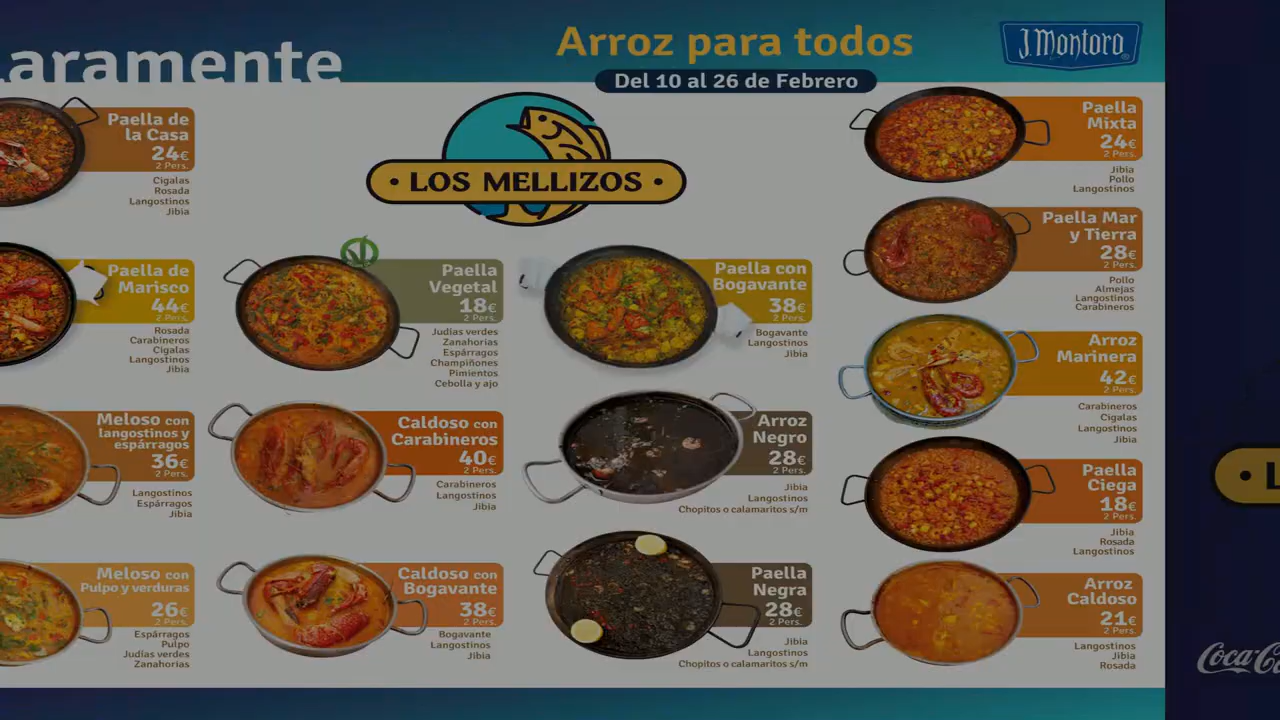 aramente
Arroz para todos
Del 10 al 26 de Febrero
J.Montoro
LOS MELLIZOS
Paella de
la Casa
24€
2 Pers.
Cigalas
Rosada
Langostinos
Jibia
Paella de
Marisco
44€
2 Pers.
Rosada
Carabineros
Cigalas
Langostinos
Jibia
Meloso con
langostinos y
espárragos
36€
2 Pers.
Langostinos
Espárragos
Jibia
Meloso con
Pulpo y verduras
26€
2 Pers.
Espárragos
Pulpo
Judías verdes
Zanahorias
Paella
Vegetal
18€
2 Pers.
Judías verdes
Zanahorias
Espárragos
Champiñones
Pimientos
Cebolla y ajo
Caldoso con
Carabineros
40€
2 Pers.
Carabineros
Langostinos
Jibia
Caldoso con
Bogavante
38€
2 Pers.
Bogavante
Langostinos
Jibia
Paella con
Bogavante
38€
2 Pers.
Bogavante
Langostinos
Jibia
Arroz
Negro
28€
2 Pers.
Jibia
Langostinos
Chopitos o calamaritos s/m
Paella
Negra
28€
2 Pers.
Jibia
Langostinos
Chopitos o calamaritos s/m
Paella
Mixta
24€
2 Pers.
Jibia
Pollo
Langostinos
Paella Mar
y Tierra
28€
2 Pers.
Pollo
Almejas
Langostinos
Carabineros
Arroz
Marinera
42€
2 Pers.
Carabineros
Cigalas
Langostinos
Jibia
Paella
Ciega
18€
2 Pers.
Jibia
Rosada
Langostinos
Arroz
Caldoso
21€
2 Pers.
Langostinos
Jibia
Rosada
L
Coca-Co